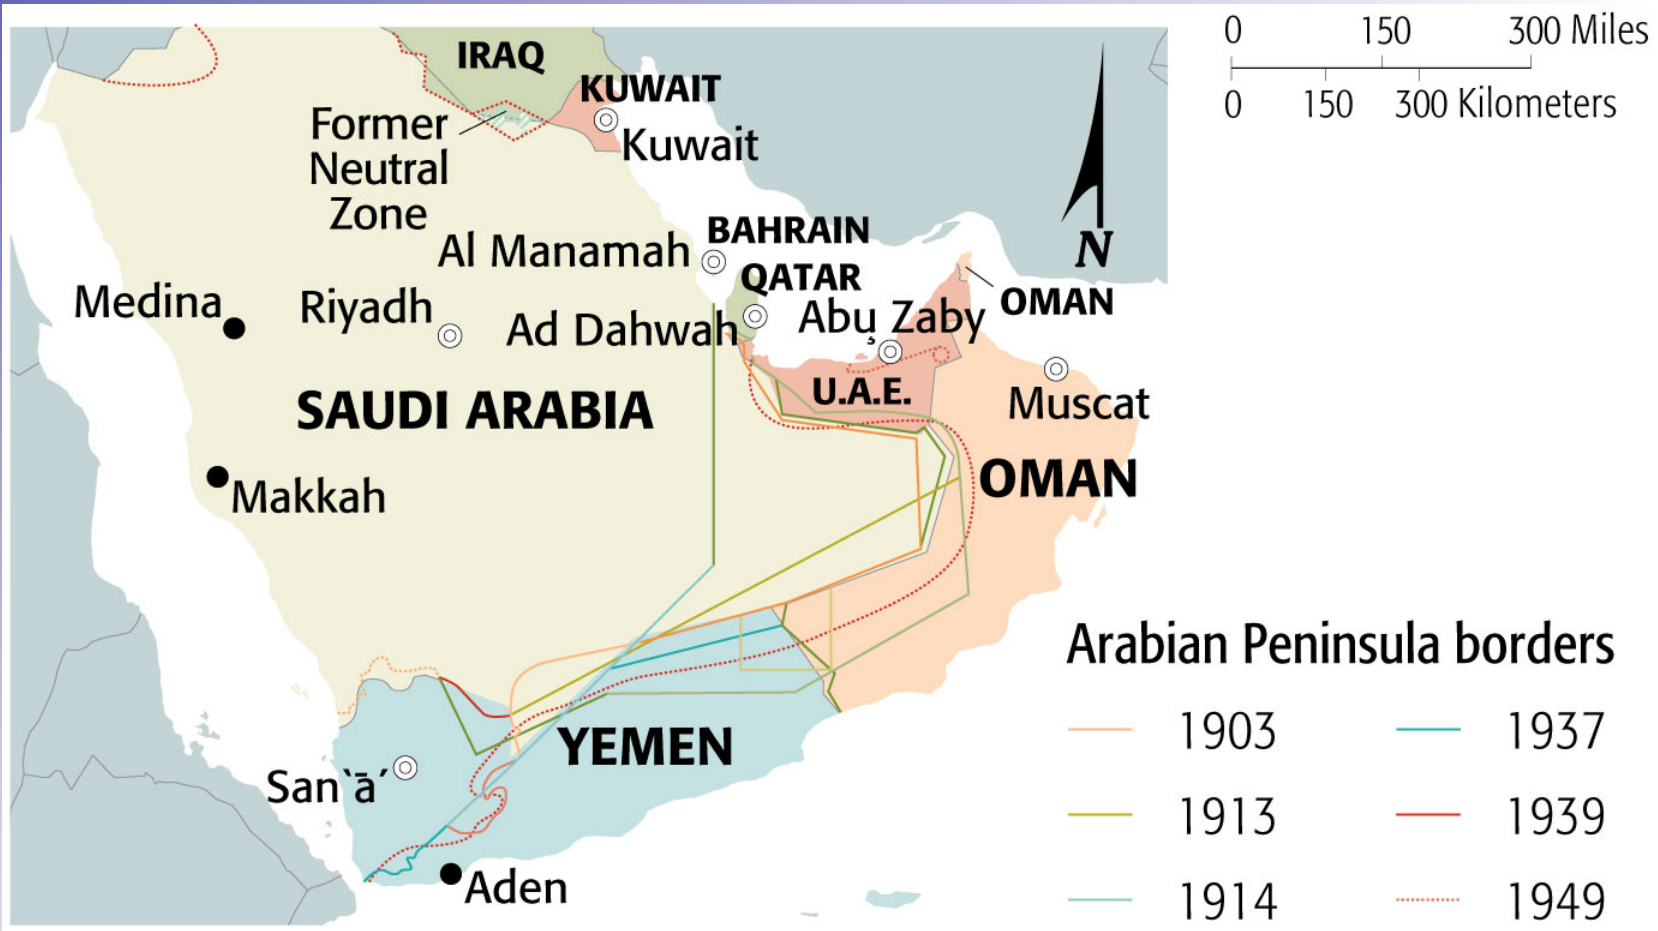 0 150 300 Miles
0 150 300 Kilometers
IRAQ
KUWAIT
Kuwait
Former
Neutral
Zone
BAHRAIN
Al Manamah
QATAR
Ad Dahwah
Abu̧ Zaby
OMAN
N
Medina
Riyadh
U.A.E.
Muscat
SAUDI ARABIA
OMAN
Makkah
YEMEN
San`ā´
Aden
Arabian Peninsula borders
1903 1937
1913 1939
1914 1949